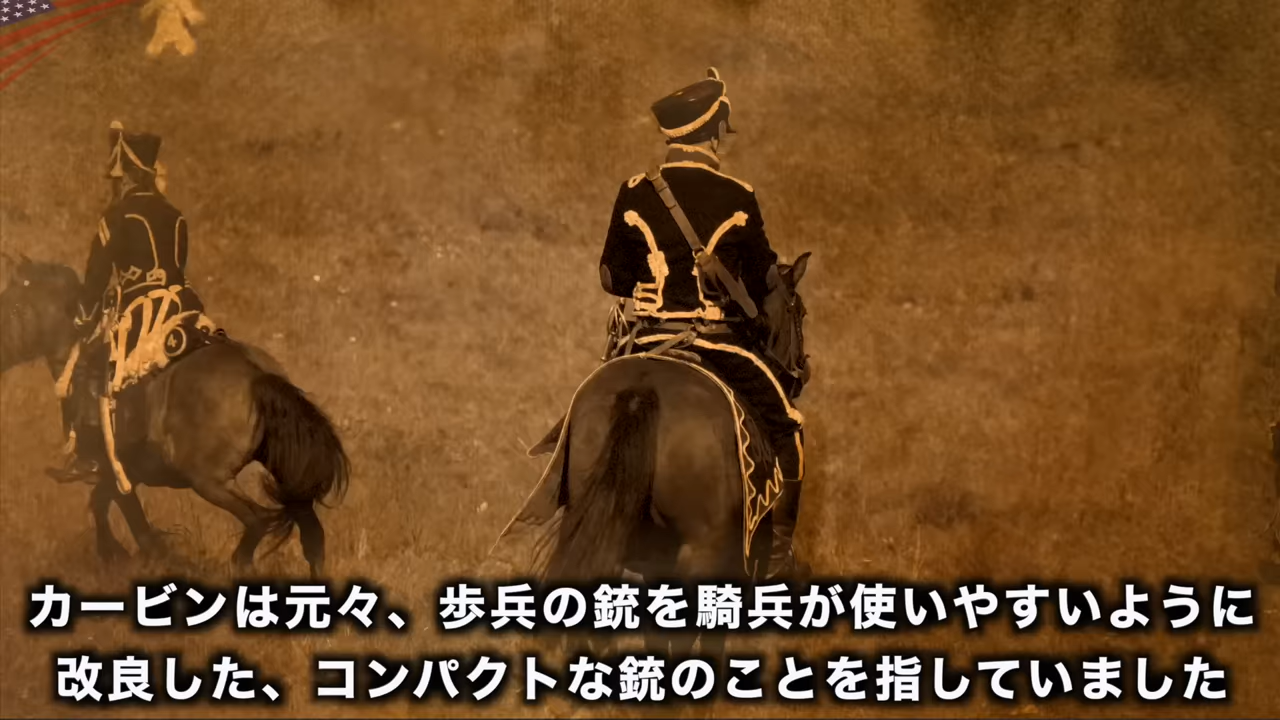 カービンは元々、歩兵の銃を騎兵が使いやすいように
改良した、コンパクトな銃のことを指していました